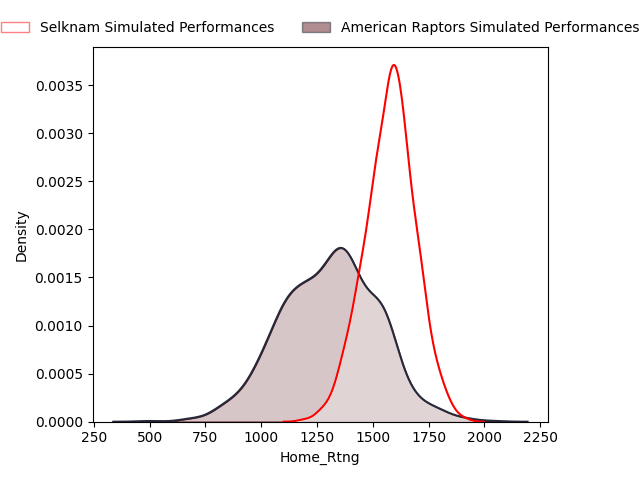 Selknam Simulated Performances American Raptors Simulated Performances
0.0035
0.0030
0.0025
0.0020
0.0015
0.0010
0.0005
0.0000
Density
250 500 750 1000 1250 1500 1750 2000 2250
Home_Rtng